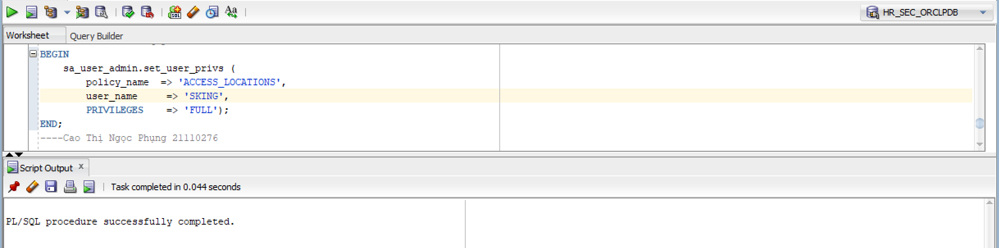 HR_SEC_ORCLPDB
Worksheet Query Builder
BEGIN
    sa_user_admin.set_user_privs (
        policy_name  => 'ACCESS_LOCATIONS',
        user_name     => 'SKING',
        PRIVILEGES    => 'FULL');
END;
----Cao Thị Ngọc Phụng 21110276
Script Output x
Task completed in 0.044 seconds
PL/SQL procedure successfully completed.